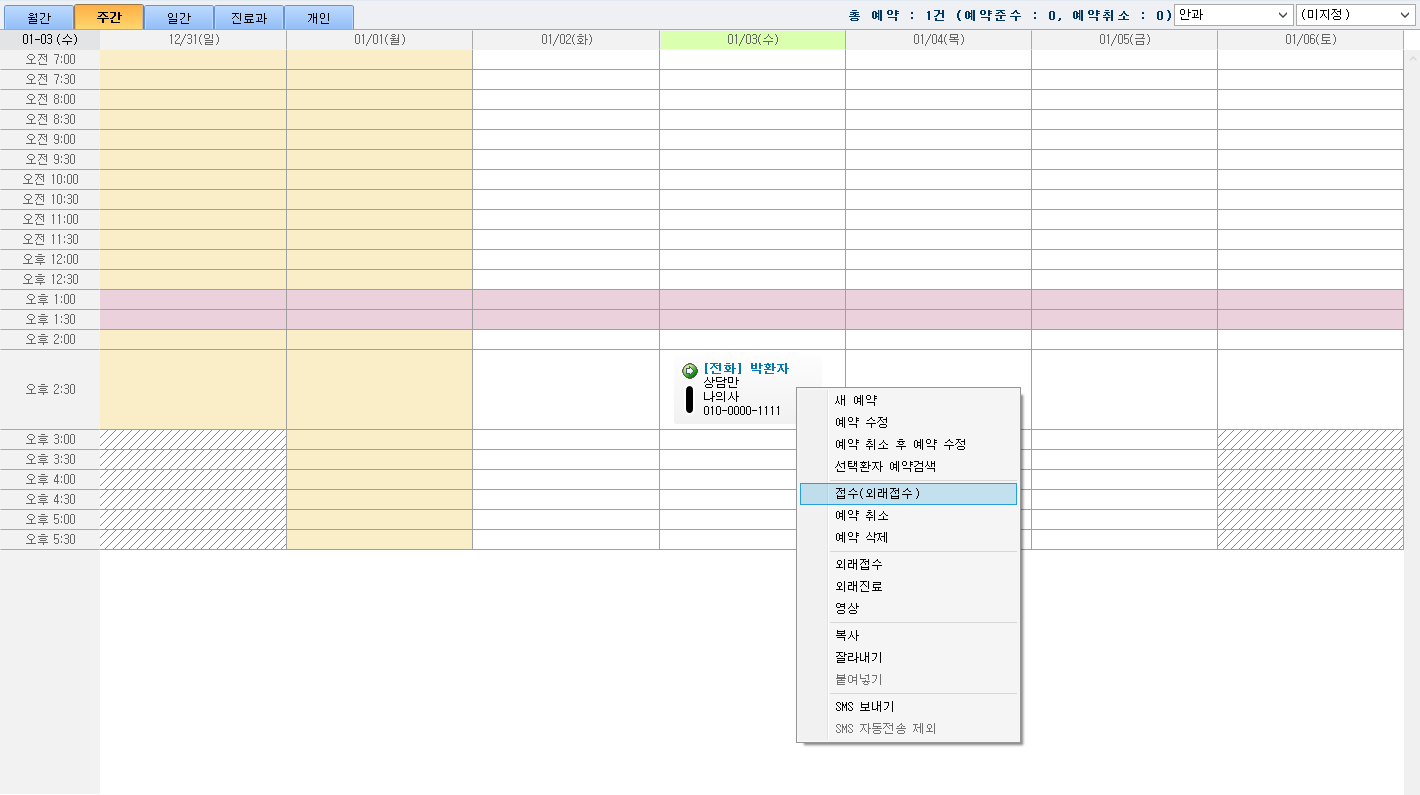 월간 주간 일간 진료과 개인 총 예약 : 1건 (예약준수 : 0, 예약취소 : 0) 안과 (미지정)
01-03 (수) 12/31(일) 01/01(월) 01/02(화) 01/03(수) 01/04(목) 01/05(금) 01/06(토)
오전 7:00
오전 7:30
오전 8:00
오전 8:30
오전 9:00
오전 9:30
오전 10:00
오전 10:30
오전 11:00
오전 11:30
오후 12:00
오후 12:30
오후 1:00
오후 1:30
오후 2:00
오후 2:30
[전화] 박환자
상담만
나의사
010-0000-1111
오후 3:00
오후 3:30
오후 4:00
오후 4:30
오후 5:00
오후 5:30
새 예약
예약 수정
예약 취소 후 예약 수정
선택환자 예약검색
접수(외래접수)
예약 취소
예약 삭제
외래접수
외래진료
영상
복사
잘라내기
붙여넣기
SMS 보내기
SMS 자동전송 제외